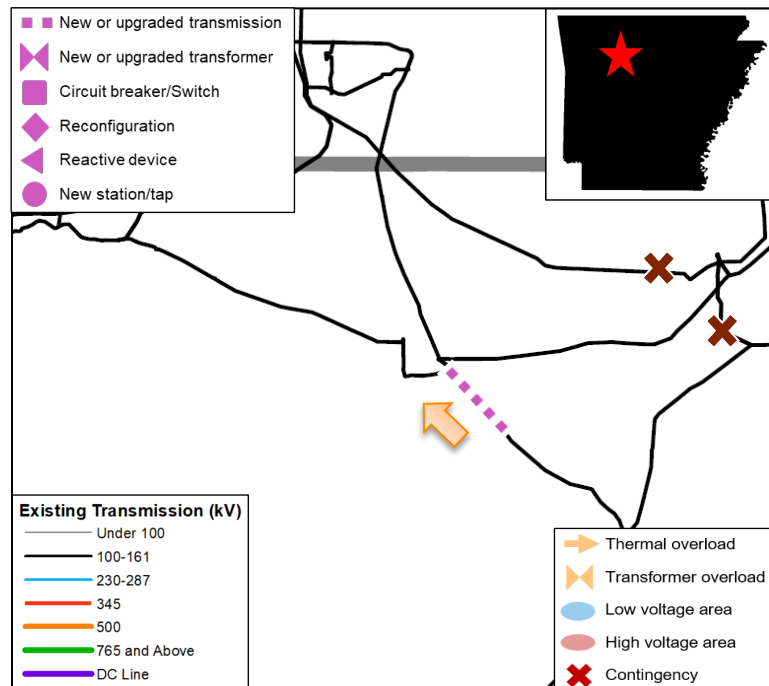 New or upgraded transmission
New or upgraded transformer
Circuit breaker/Switch
Reconfiguration
Reactive device
New station/tap
Existing Transmission (kV)
Under 100
100-161
230-287
345
500
765 and Above
DC Line
Thermal overload
Transformer overload
Low voltage area
High voltage area
Contingency